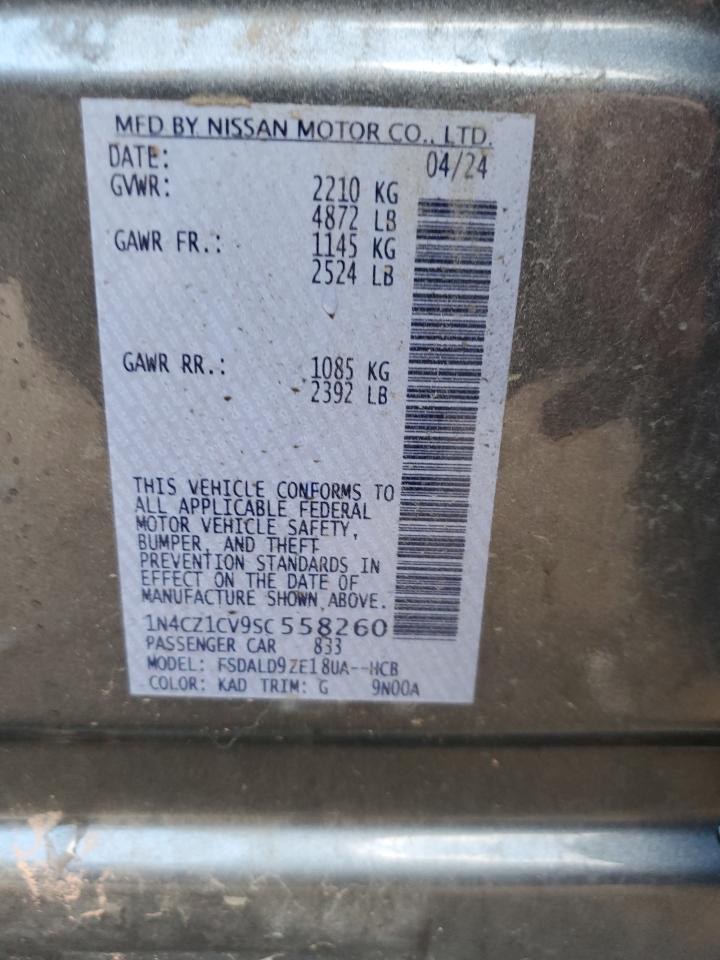 MFD BY NISSAN MOTOR CO., LTD.
DATE: 04/24
GVWR: 2210 KG
4872 LB
GAWR FR.: 1145 KG
2524 LB
GAWR RR.: 1085 KG
2392 LB
THIS VEHICLE CONFORMS TO
ALL APPLICABLE FEDERAL
MOTOR VEHICLE SAFETY,
BUMPER, AND THEFT
PREVENTION STANDARDS IN
EFFECT ON THE DATE OF
MANUFACTURE SHOWN ABOVE.
1N4CZ1CV9SC558260
PASSENGER CAR 833
MODEL: FSDALD9ZE18UA--HCB
COLOR: KAD TRIM: G 9N00A